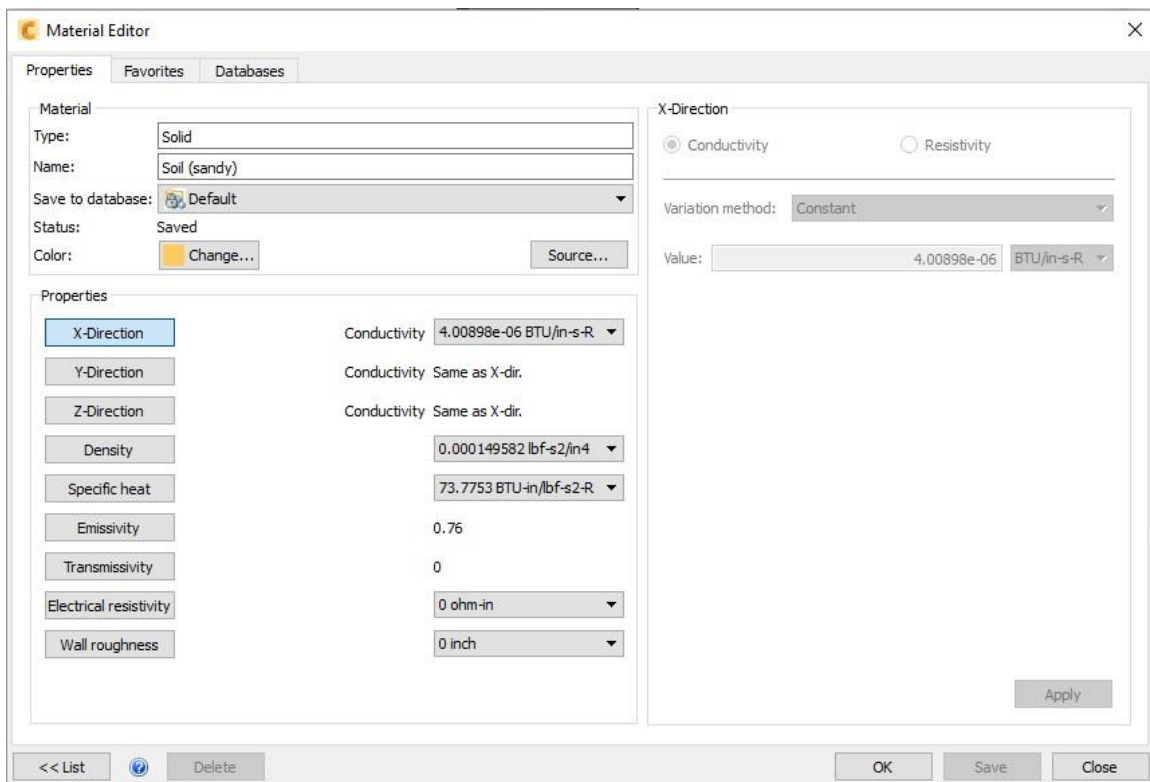 Material Editor
Properties Favorites Databases
Material
Type: Solid
Name: Soil (sandy)
Save to database: Default
Status: Saved
Color: Change... Source...
Properties
X-Direction Conductivity 4.00898e-06 BTU/in-s-R
Y-Direction Conductivity Same as X-dir.
Z-Direction Conductivity Same as X-dir.
Density 0.000149582 lbf-s2/in4
Specific heat 73.7753 BTU-in/lbf-s2-R
Emissivity 0.76
Transmissivity 0
Electrical resistivity 0 ohm-in
Wall roughness 0 inch
X-Direction
Conductivity Resistivity
Variation method: Constant
Value: 4.00898e-06 BTU/in-s-R
Apply
<< List ? Delete OK Save Close